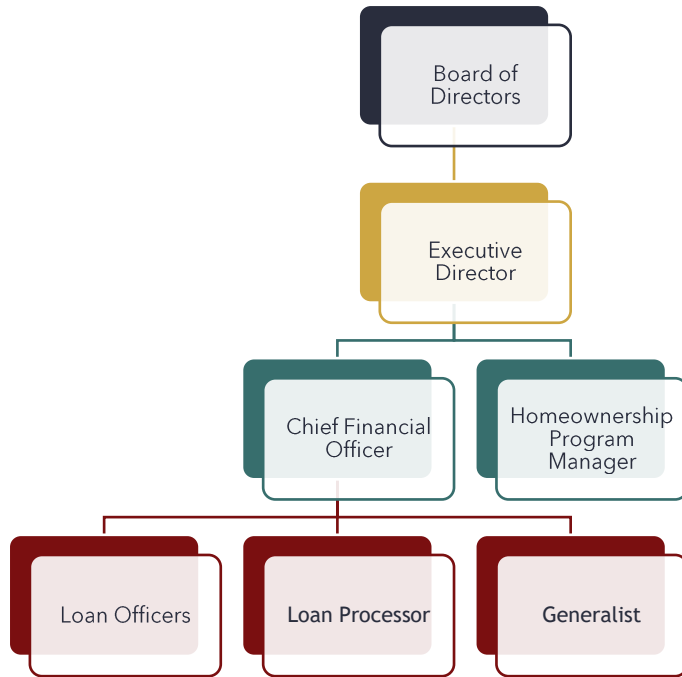 Board of
Directors
Executive
Director
Chief Financial
Officer
Homeownership
Program
Manager
Loan Officers
Loan Processor
Generalist